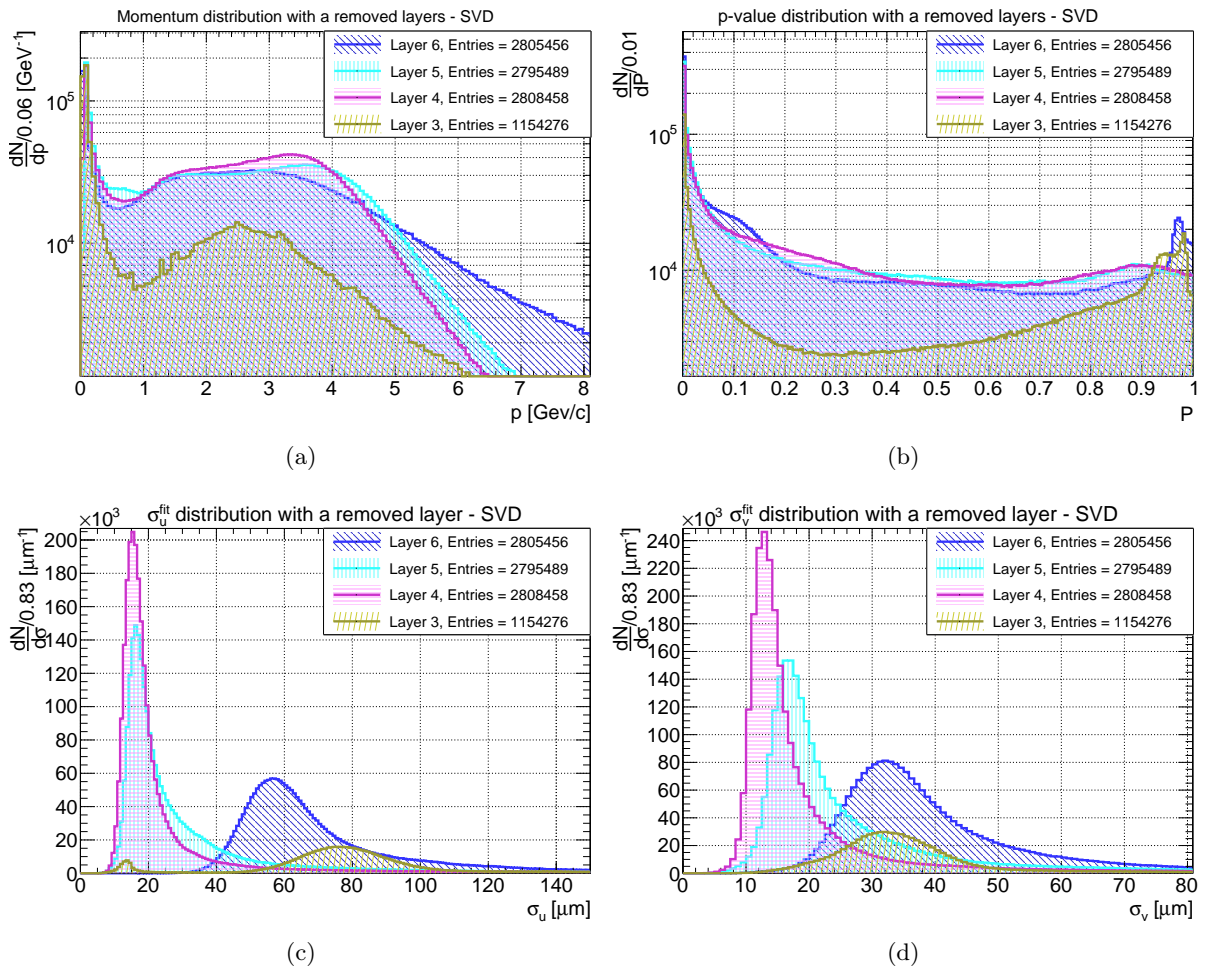 Momentum distribution with a removed layers - SVD
dN/dp/0.06 [GeV⁻¹]
Layer 6, Entries = 2805456
Layer 5, Entries = 2795489
Layer 4, Entries = 2808458
Layer 3, Entries = 1154276
10⁵
10⁴
0 1 2 3 4 5 6 7 8
p [Gev/c]
(a)
p-value distribution with a removed layers - SVD
dN/dP/0.01
Layer 6, Entries = 2805456
Layer 5, Entries = 2795489
Layer 4, Entries = 2808458
Layer 3, Entries = 1154276
10⁵
10⁴
0 0.1 0.2 0.3 0.4 0.5 0.6 0.7 0.8 0.9 1
P
(b)
×10³ σᵤᶠⁱᵗ distribution with a removed layer - SVD
dN/dσ/0.83 [μm⁻¹]
Layer 6, Entries = 2805456
Layer 5, Entries = 2795489
Layer 4, Entries = 2808458
Layer 3, Entries = 1154276
200
180
160
140
120
100
80
60
40
20
0
0 20 40 60 80 100 120 140
σᵤ [μm]
(c)
×10³ σᵥᶠⁱᵗ distribution with a removed layer - SVD
dN/dσ/0.83 [μm⁻¹]
Layer 6, Entries = 2805456
Layer 5, Entries = 2795489
Layer 4, Entries = 2808458
Layer 3, Entries = 1154276
240
220
200
180
160
140
120
100
80
60
40
20
0
0 10 20 30 40 50 60 70 80
σᵥ [μm]
(d)